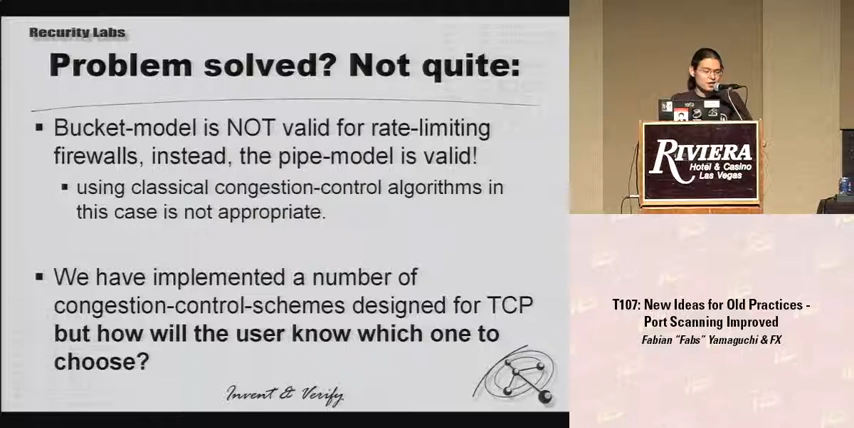 Recurity Labs
Problem solved? Not quite:
▪ Bucket-model is NOT valid for rate-limiting
firewalls, instead, the pipe-model is valid!
▪ using classical congestion-control algorithms in
this case is not appropriate.
▪ We have implemented a number of
congestion-control-schemes designed for TCP
but how will the user know which one to
choose?
Invent & Verify
RIVIERA
Hotel & Casino
Las Vegas
T107: New Ideas for Old Practices -
Port Scanning Improved
Fabian "Fabs" Yamaguchi & FX